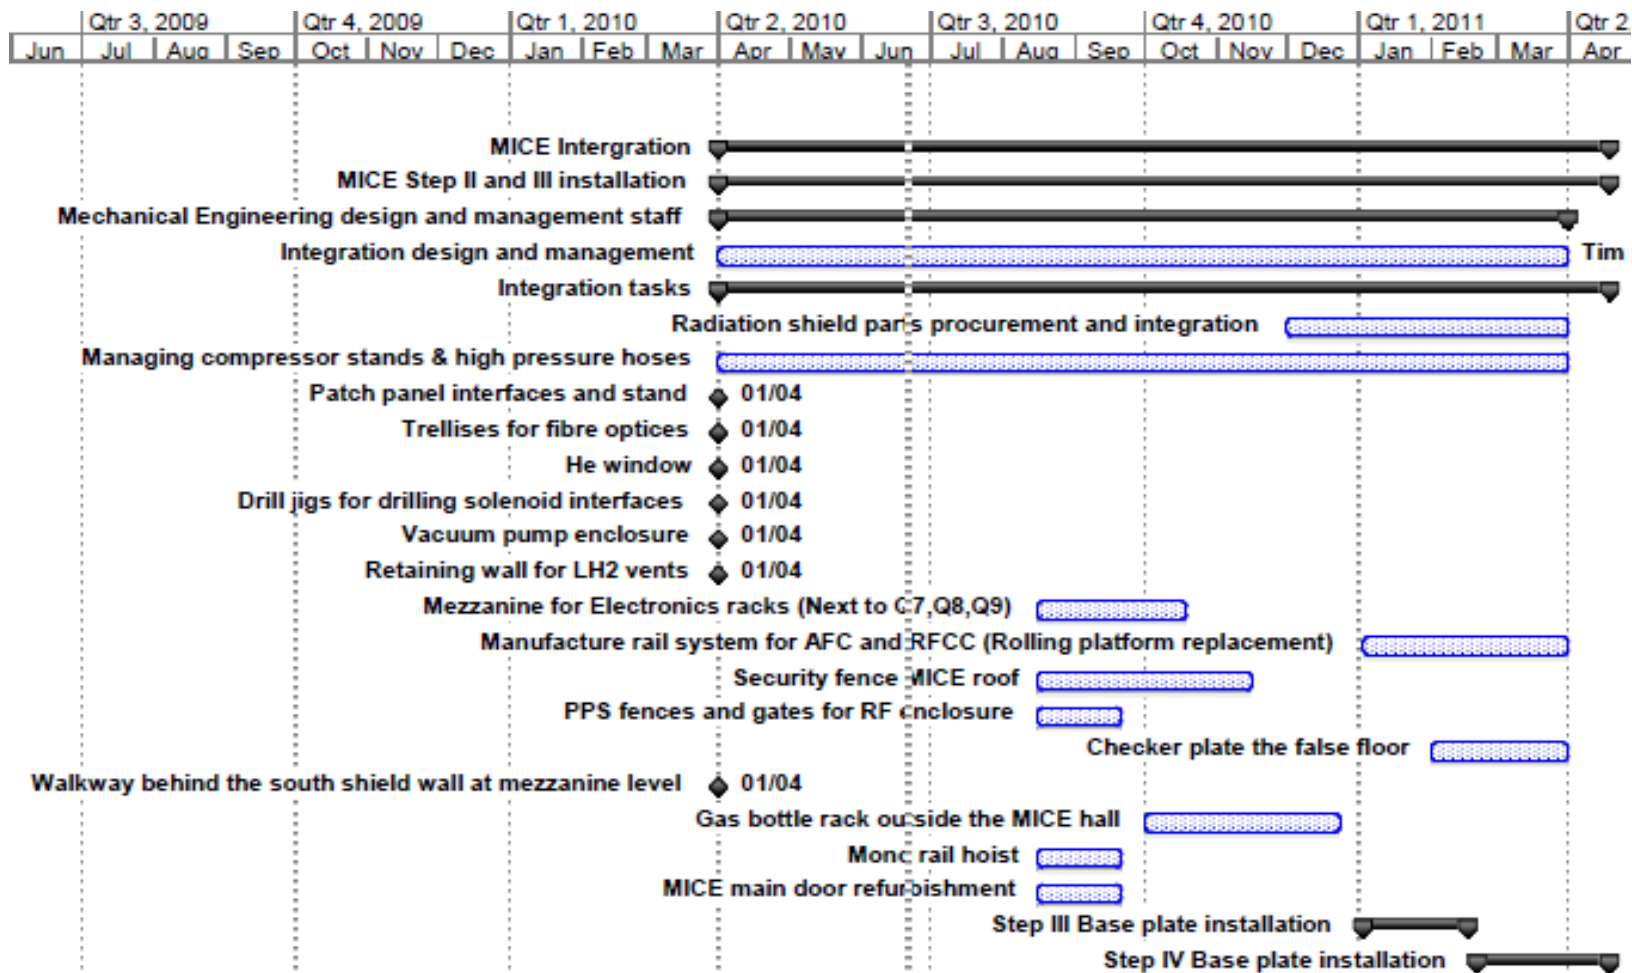 Qtr 3, 2009 Qtr 4, 2009 Qtr 1, 2010 Qtr 2, 2010 Qtr 3, 2010 Qtr 4, 2010 Qtr 1, 2011 Qtr 2,
Jun Jul Aug Sep Oct Nov Dec Jan Feb Mar Apr May Jun Jul Aug Sep Oct Nov Dec Jan Feb Mar Apr
MICE Intergration
MICE Step II and III installation
Mechanical Engineering design and management staff
Integration design and management Tim
Integration tasks
Radiation shield parts procurement and integration
Managing compressor stands & high pressure hoses
Patch panel interfaces and stand 01/04
Trellises for fibre optices 01/04
He window 01/04
Drill jigs for drilling solenoid interfaces 01/04
Vacuum pump enclosure 01/04
Retaining wall for LH2 vents 01/04
Mezzanine for Electronics racks (Next to Q7,Q8,Q9)
Manufacture rail system for AFC and RFCC (Rolling platform replacement)
Security fence MICE roof
PPS fences and gates for RF enclosure
Checker plate the false floor
Walkway behind the south shield wall at mezzanine level 01/04
Gas bottle rack outside the MICE hall
Mono rail hoist
MICE main door refurbishment
Step III Base plate installation
Step IV Base plate installation